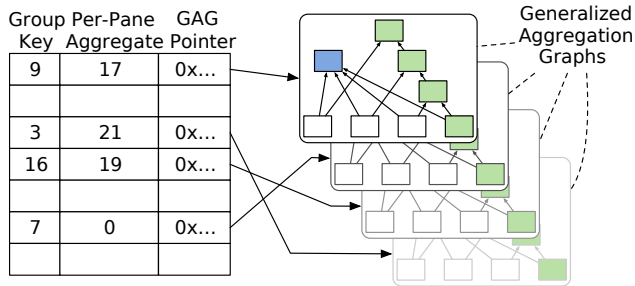 Group Per-Pane GAG
Key Aggregate Pointer
9 17 0x...
3 21 0x...
16 19 0x...
7 0 0x...
Generalized
Aggregation
Graphs